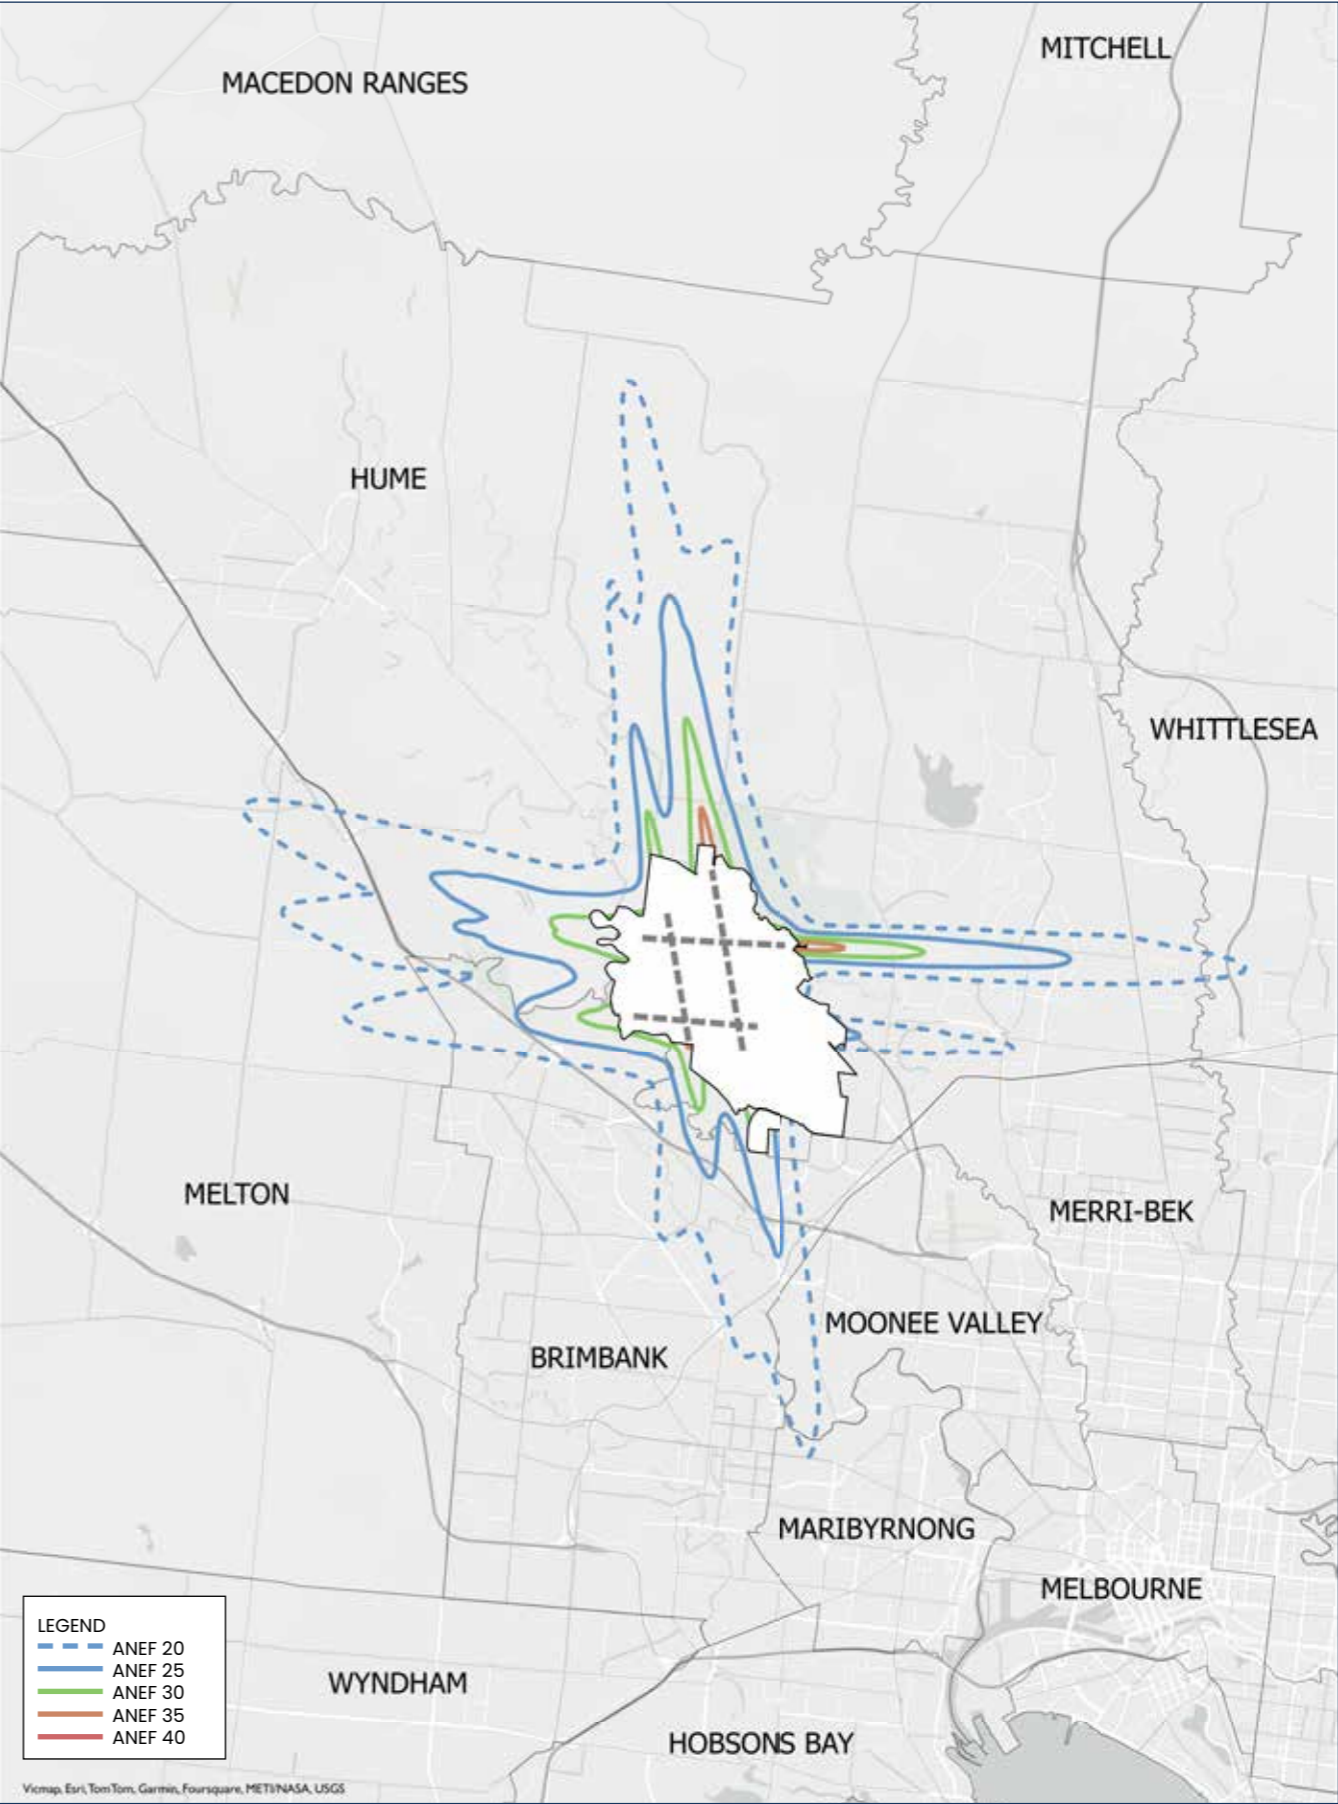 MITCHELL
MACEDON RANGES
HUME
WHITTLESEA
MELTON
MERRI-BEK
MOONEE VALLEY
BRIMBANK
MARIBYRNONG
MELBOURNE
WYNDHAM
HOBSONS BAY
LEGEND
ANEF 20
ANEF 25
ANEF 30
ANEF 35
ANEF 40
Vicmap, Esri, TomTom, Garmin, Foursquare, METI/NASA, USGS